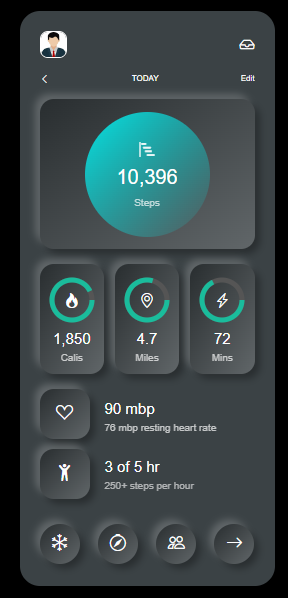 TODAY
Edit
10,396
Steps
1,850
Calis
4.7
Miles
72
Mins
90 mbp
76 mbp resting heart rate
3 of 5 hr
250+ steps per hour